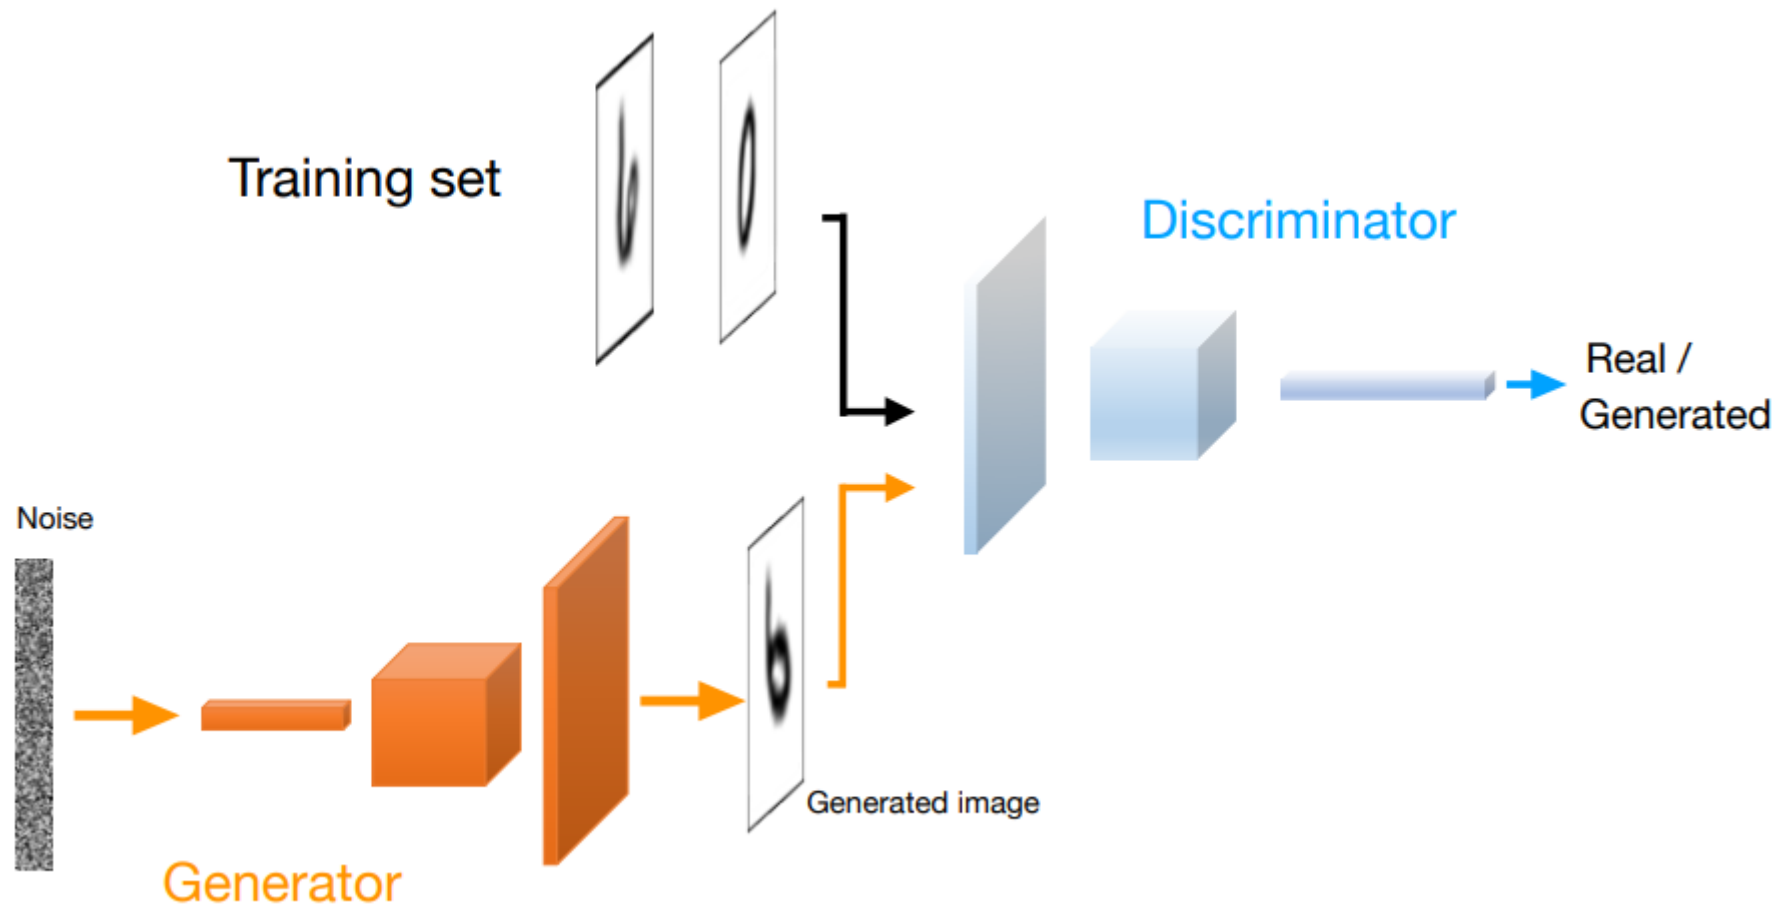 Training set
Discriminator
Real /
Generated
Noise
Generated image
Generator